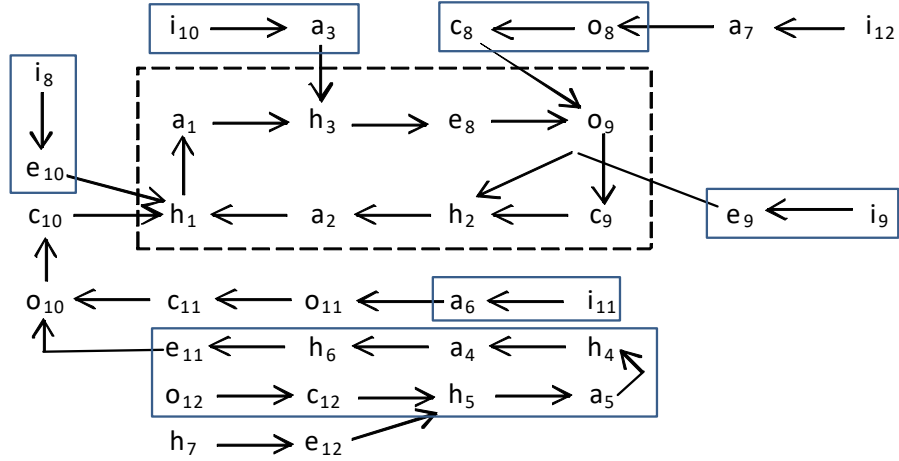 i₁₀ a₃ c₈ o₈ a₇ i₁₂
i₈
a₁ h₃ e₈ o₉
e₁₀
c₁₀ h₁ a₂ h₂ c₉ e₉ i₉
o₁₀ c₁₁ o₁₁ a₆ i₁₁
e₁₁ h₆ a₄ h₄
o₁₂ c₁₂ h₅ a₅
h₇ e₁₂